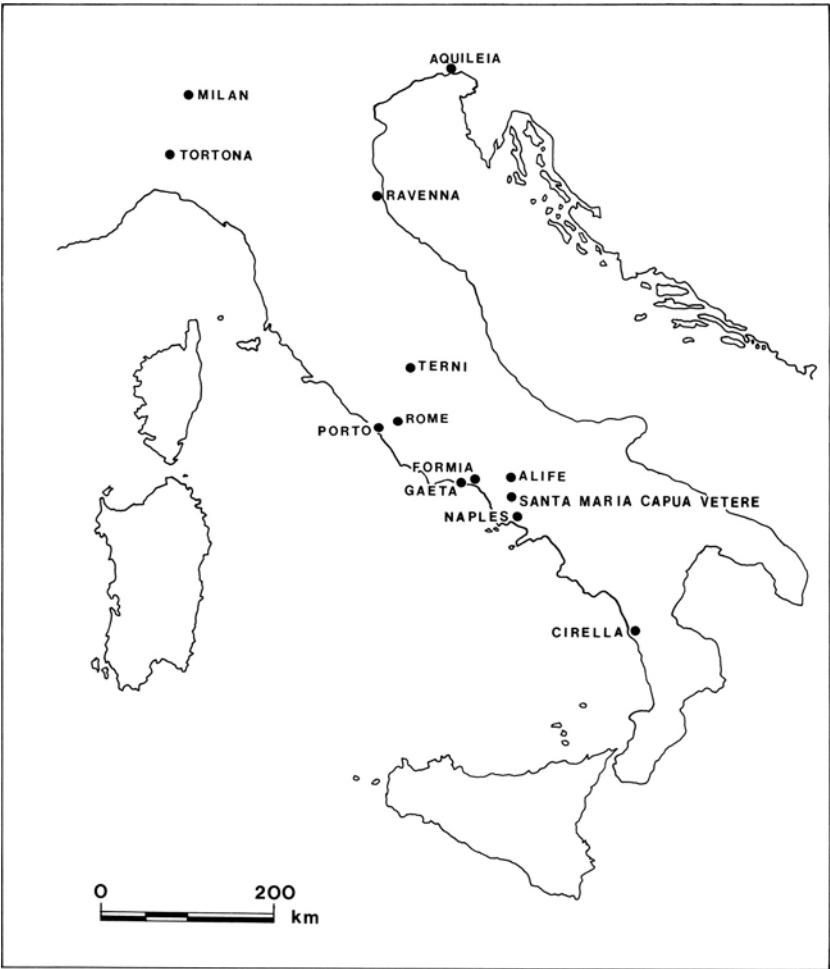 AQUILEIA
MILAN
TORTONA
RAVENNA
TERNI
ROME
PORTO
FORMIA
ALIFE
GAETA
SANTA MARIA CAPUA VETERE
NAPLES
CIRELLA
0 200
km